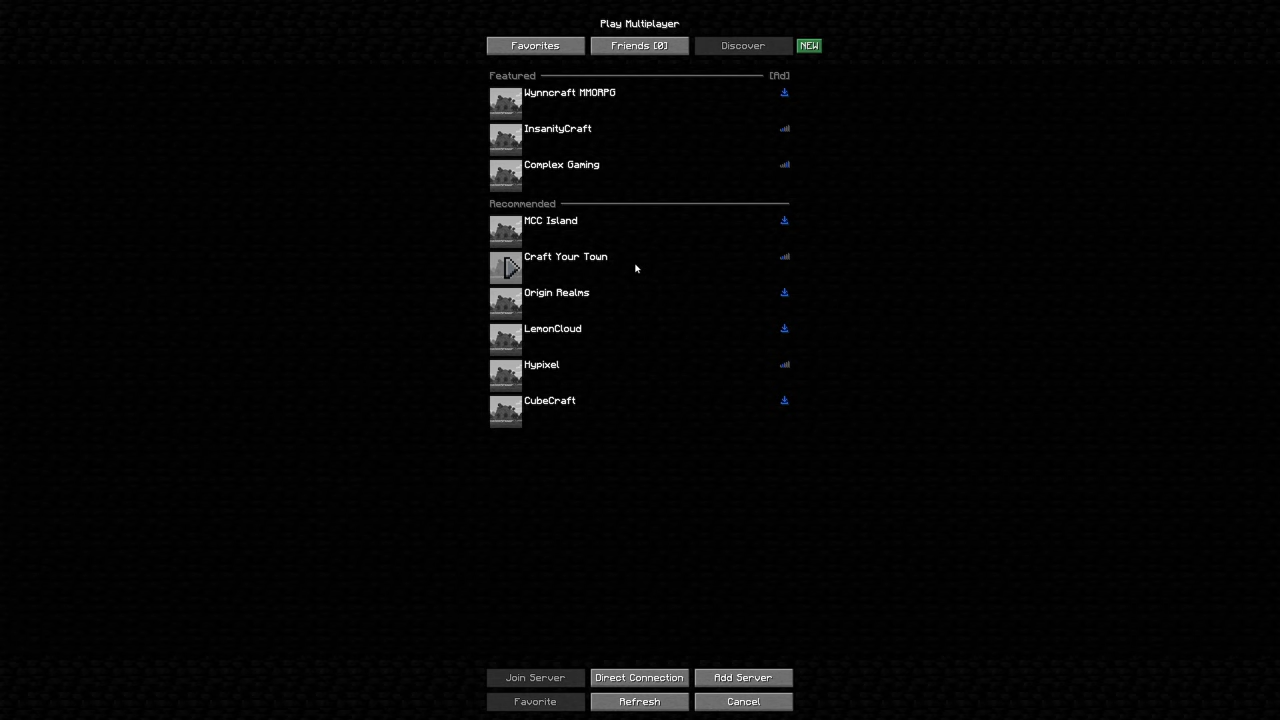 Play Multiplayer
Favorites Friends [0] Discover NEW
Featured [Ad]
Wynncraft MMORPG
InsanityCraft
Complex Gaming
Recommended
MCC Island
Craft Your Town
Origin Realms
LemonCloud
Hypixel
CubeCraft
Join Server Direct Connection Add Server
Favorite Refresh Cancel